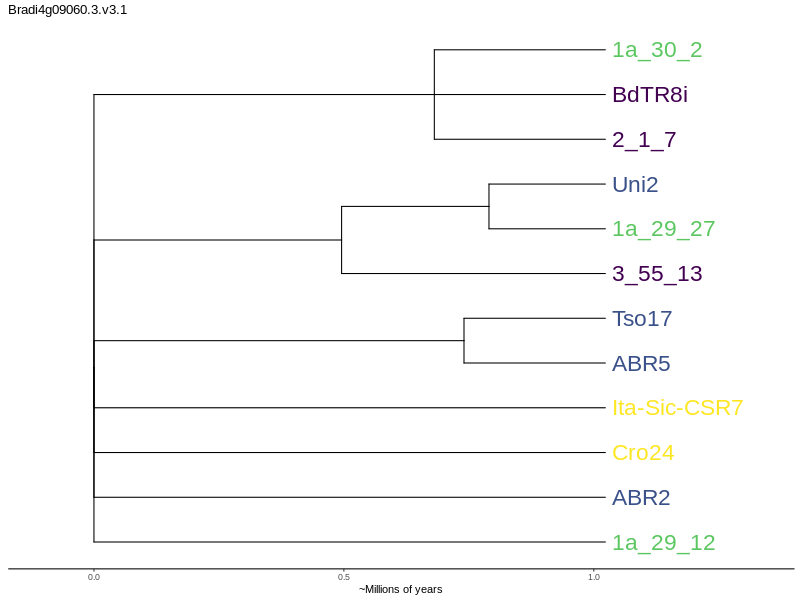 Bradi4g09060.3.v3.1
1a_30_2
BdTR8i
2_1_7
Uni2
1a_29_27
3_55_13
Tso17
ABR5
Ita-Sic-CSR7
Cro24
ABR2
1a_29_12
0.0 0.5 1.0
~Millions of years